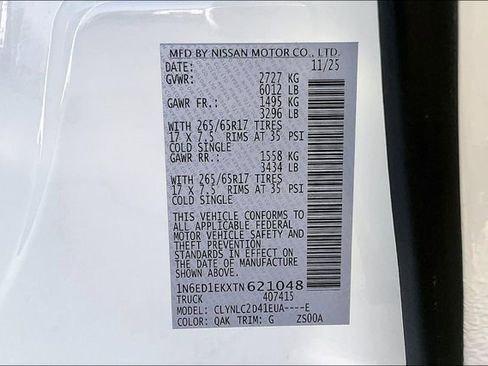 MFD BY NISSAN MOTOR CO., LTD.
DATE: 11/25
GVWR: 2727 KG
6012 LB
GAWR FR.: 1495 KG
3296 LB
WITH 265/65R17 TIRES
17 X 7.5 RIMS AT 35 PSI
COLD SINGLE
GAWR RR.: 1558 KG
3434 LB
WITH 265/65R17 TIRES
17 X 7.5 RIMS AT 35 PSI
COLD SINGLE
THIS VEHICLE CONFORMS TO
ALL APPLICABLE FEDERAL
MOTOR VEHICLE SAFETY
AND THEFT PREVENTION
STANDARDS IN EFFECT ON
THE DATE OF MANUFACTURE
SHOWN ABOVE.
1N6ED1EKXTN621048
TRUCK 407415
MODEL: CLYNLC2D41EUA----E
COLOR: QAK TRIM: G ZS00A